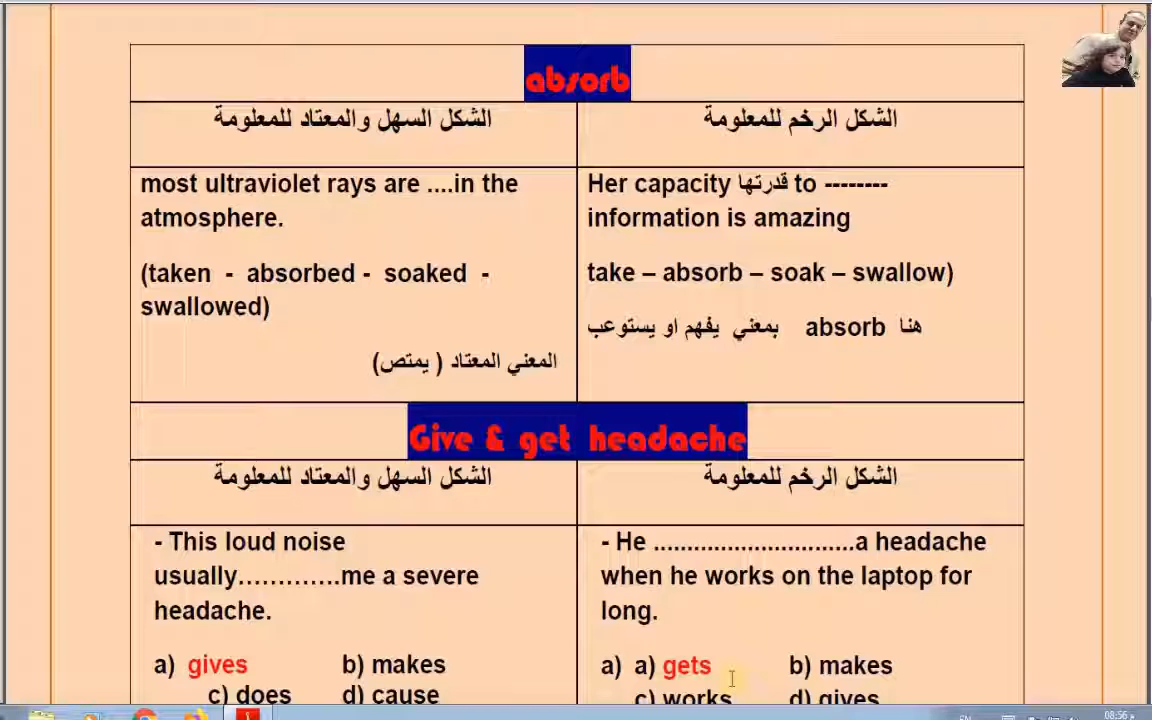 absorb
الشكل السهل والمعتاد للمعلومة
الشكل الرخم للمعلومة
most ultraviolet rays are ....in the
atmosphere.
(taken - absorbed - soaked -
swallowed)
المعني المعتاد ( يمتص)
Her capacity قدرتها to --------
information is amazing
take – absorb – soak – swallow)
هنا absorb بمعني يفهم او يستوعب
Give & get headache
الشكل السهل والمعتاد للمعلومة
الشكل الرخم للمعلومة
- This loud noise
usually………….me a severe
headache.
a) gives b) makes
c) does d) cause
- He ..............................a headache
when he works on the laptop for
long.
a) a) gets b) makes
c) works d) gives
EN
08:56